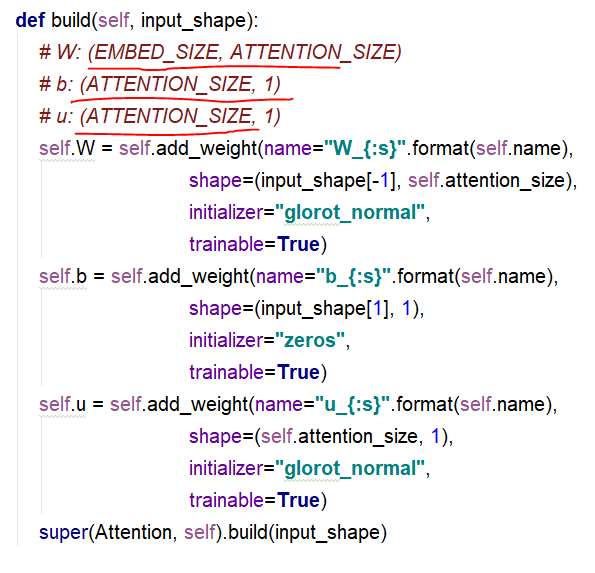 def build(self, input_shape):
# W: (EMBED_SIZE, ATTENTION_SIZE)
# b: (ATTENTION_SIZE, 1)
# u: (ATTENTION_SIZE, 1)
self.W = self.add_weight(name="W_{:s}".format(self.name),
shape=(input_shape[-1], self.attention_size),
initializer="glorot_normal",
trainable=True)
self.b = self.add_weight(name="b_{:s}".format(self.name),
shape=(input_shape[1], 1),
initializer="zeros",
trainable=True)
self.u = self.add_weight(name="u_{:s}".format(self.name),
shape=(self.attention_size, 1),
initializer="glorot_normal",
trainable=True)
super(Attention, self).build(input_shape)